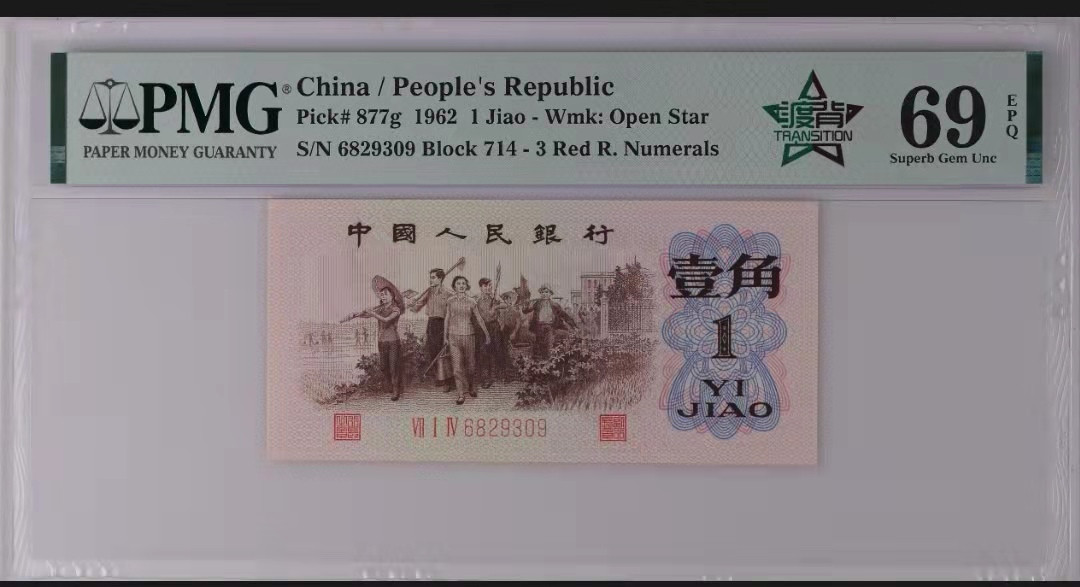 PMG®
PAPER MONEY GUARANTY
China / People's Republic
Pick# 877g 1962 1 Jiao - Wmk: Open Star
S/N 6829309 Block 714 - 3 Red R. Numerals
渡背
TRANSITION
69
EPQ
Superb Gem Unc
中國人民銀行
壹角
1
YI
JIAO
VII I IV 6829309